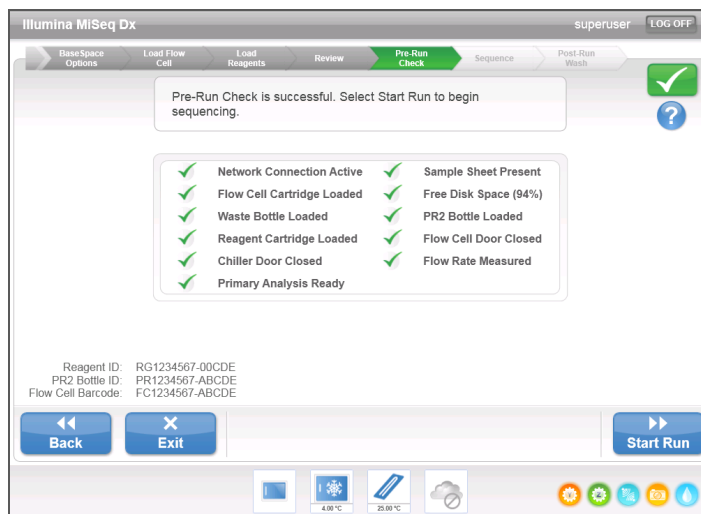 Illumina MiSeq Dx
superuser
LOG OFF
BaseSpace
Options
Load Flow
Cell
Load
Reagents
Review
Pre-Run
Check
Sequence
Post-Run
Wash
Pre-Run Check is successful. Select Start Run to begin
sequencing.
?
Network Connection Active
Sample Sheet Present
Flow Cell Cartridge Loaded
Free Disk Space (94%)
Waste Bottle Loaded
PR2 Bottle Loaded
Reagent Cartridge Loaded
Flow Cell Door Closed
Chiller Door Closed
Flow Rate Measured
Primary Analysis Ready
Reagent ID: RG1234567-00CDE
PR2 Bottle ID: PR1234567-ABCDE
Flow Cell Barcode: FC1234567-ABCDE
Back
Exit
Start Run
4.00 °C
25.00 °C